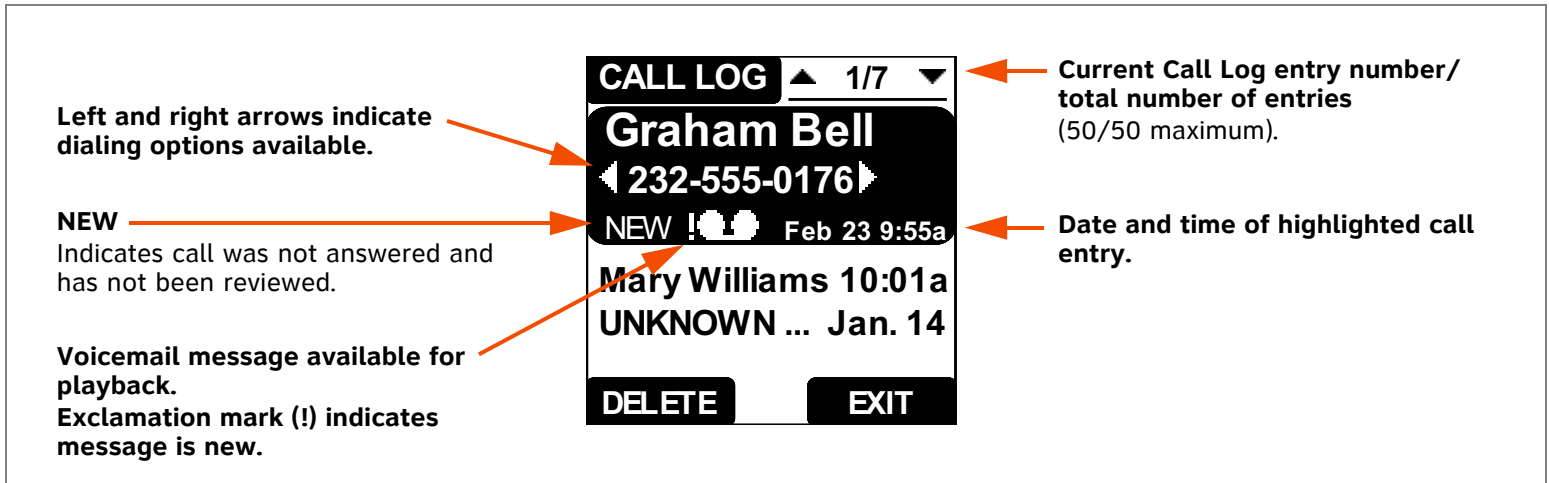 Left and right arrows indicate
dialing options available.
NEW
Indicates call was not answered and
has not been reviewed.
Voicemail message available for
playback.
Exclamation mark (!) indicates
message is new.
CALL LOG ▲ 1/7 ▼
Graham Bell
◀ 232-555-0176 ▶
NEW ! Feb 23 9:55a
Mary Williams 10:01a
UNKNOWN ... Jan. 14
DELETE EXIT
Current Call Log entry number/
total number of entries
(50/50 maximum).
Date and time of highlighted call
entry.